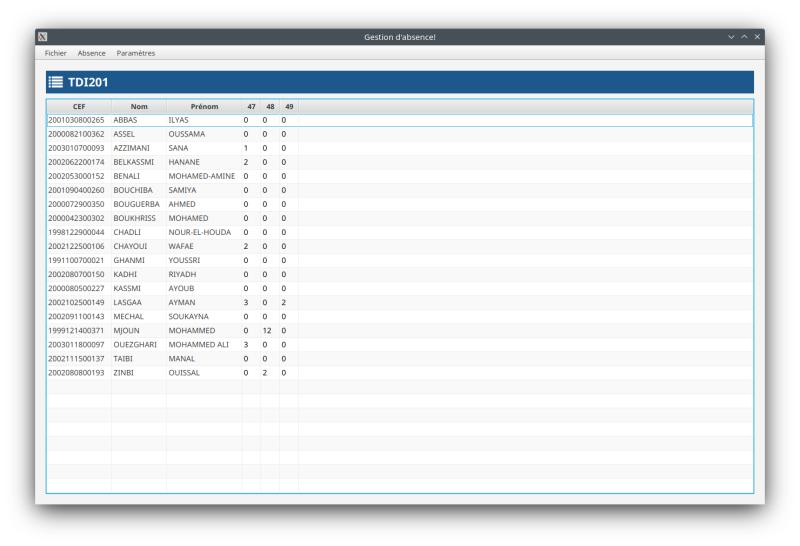 Gestion d'absence!
Fichier Absence Paramètres
TDI201
CEF Nom Prénom 47 48 49
2001030800265 ABBAS ILYAS 0 0 0
2000082100362 ASSEL OUSSAMA 0 0 0
2003010700093 AZZIMANI SANA 1 0 0
2002062200174 BELKASSMI HANANE 2 0 0
2002053000152 BENALI MOHAMED-AMINE 0 0 0
2001090400260 BOUCHIBA SAMIYA 0 0 0
2000072900350 BOUGUERBA AHMED 0 0 0
2000042300302 BOUKHRISS MOHAMED 0 0 0
1998122900044 CHADLI NOUR-EL-HOUDA 0 0 0
2002122500106 CHAYOUI WAFAE 2 0 0
1991100700021 GHANMI YOUSSRI 0 0 0
2002080700150 KADHI RIYADH 0 0 0
2000080500227 KASSMI AYOUB 0 0 0
2002102500149 LASGAA AYMAN 3 0 2
2002091100143 MECHAL SOUKAYNA 0 0 0
1999121400371 MJOUN MOHAMMED 0 12 0
2003011800097 OUEZGHARI MOHAMMED ALI 3 0 0
2002111500137 TAIBI MANAL 0 0 0
2002080800193 ZINBI OUISSAL 0 2 0